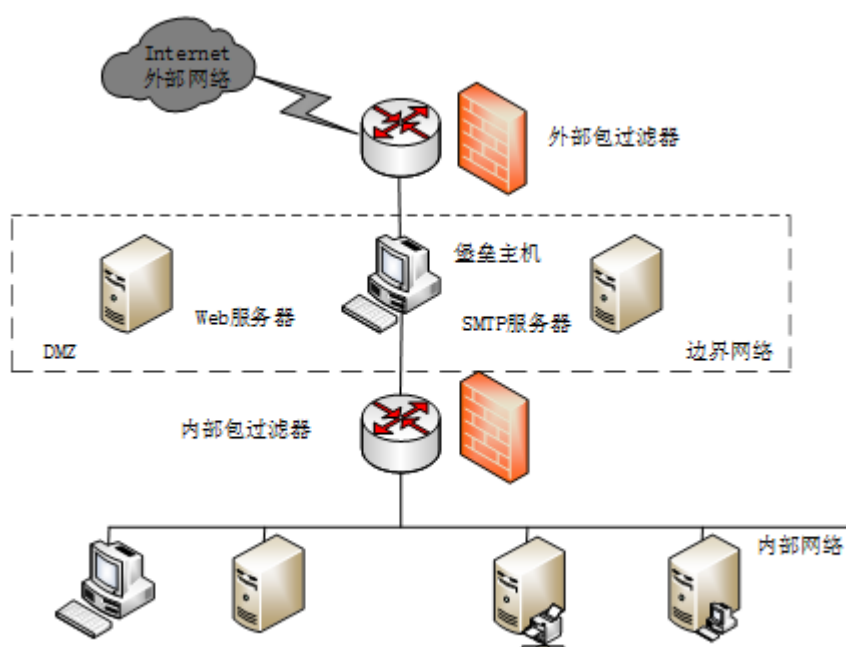 Internet
外部网络
外部包过滤器
堡垒主机
Web服务器
SMTP服务器
DMZ
边界网络
内部包过滤器
内部网络